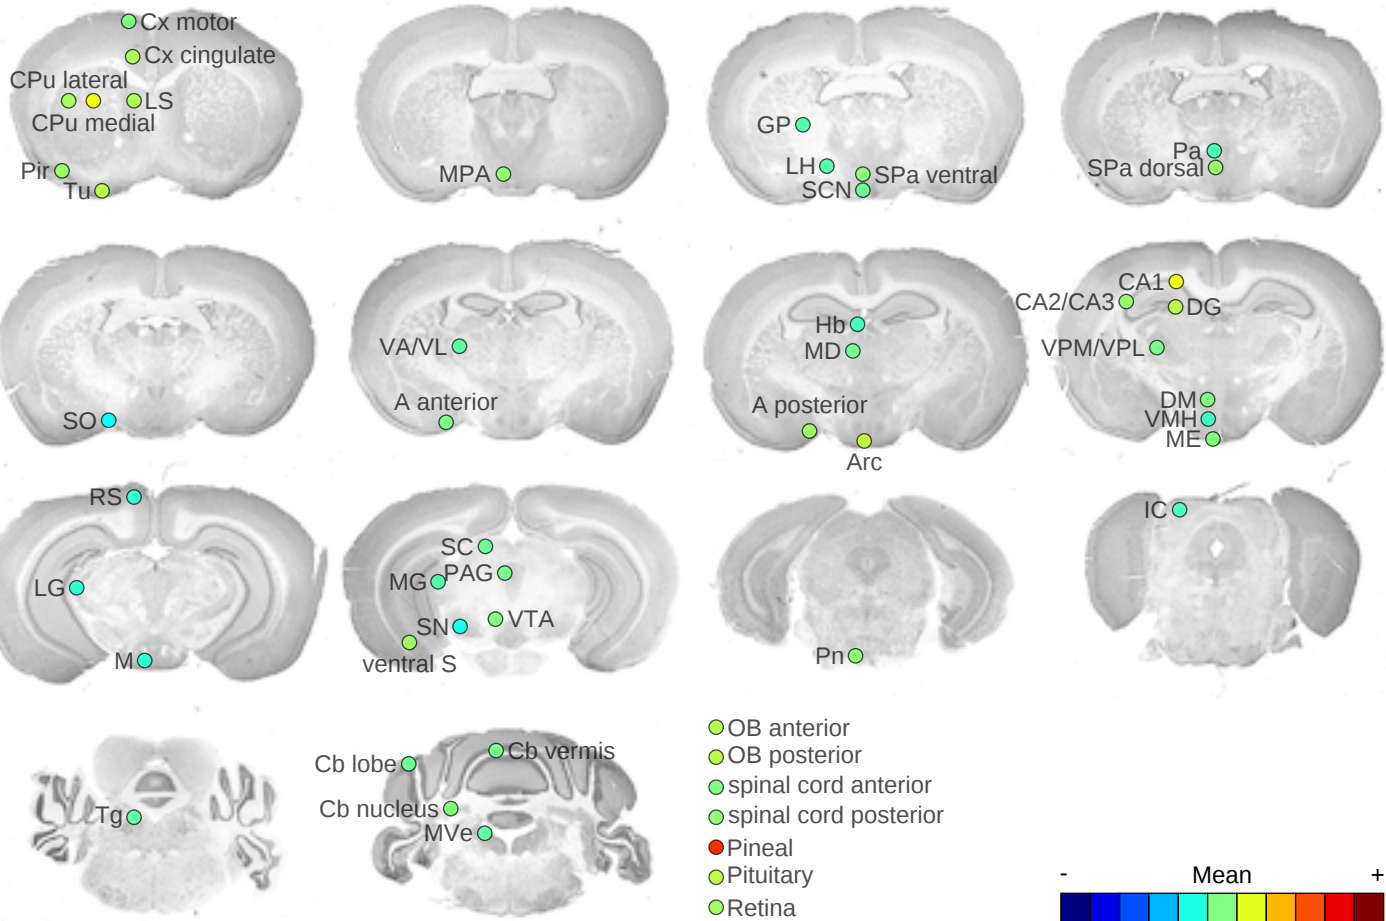 Cx motor
Cx cingulate
CPu lateral
LS
CPu medial
Pir
Tu
MPA
GP
LH
SPa ventral
SCN
Pa
SPa dorsal
SO
VA/VL
A anterior
Hb
MD
A posterior
Arc
CA1
CA2/CA3
DG
VPM/VPL
DM
VMH
ME
RS
LG
M
SC
MG
PAG
SN
VTA
ventral S
Pn
IC
Tg
Cb lobe
Cb vermis
Cb nucleus
MVe
OB anterior
OB posterior
spinal cord anterior
spinal cord posterior
Pineal
Pituitary
Retina
- Mean +